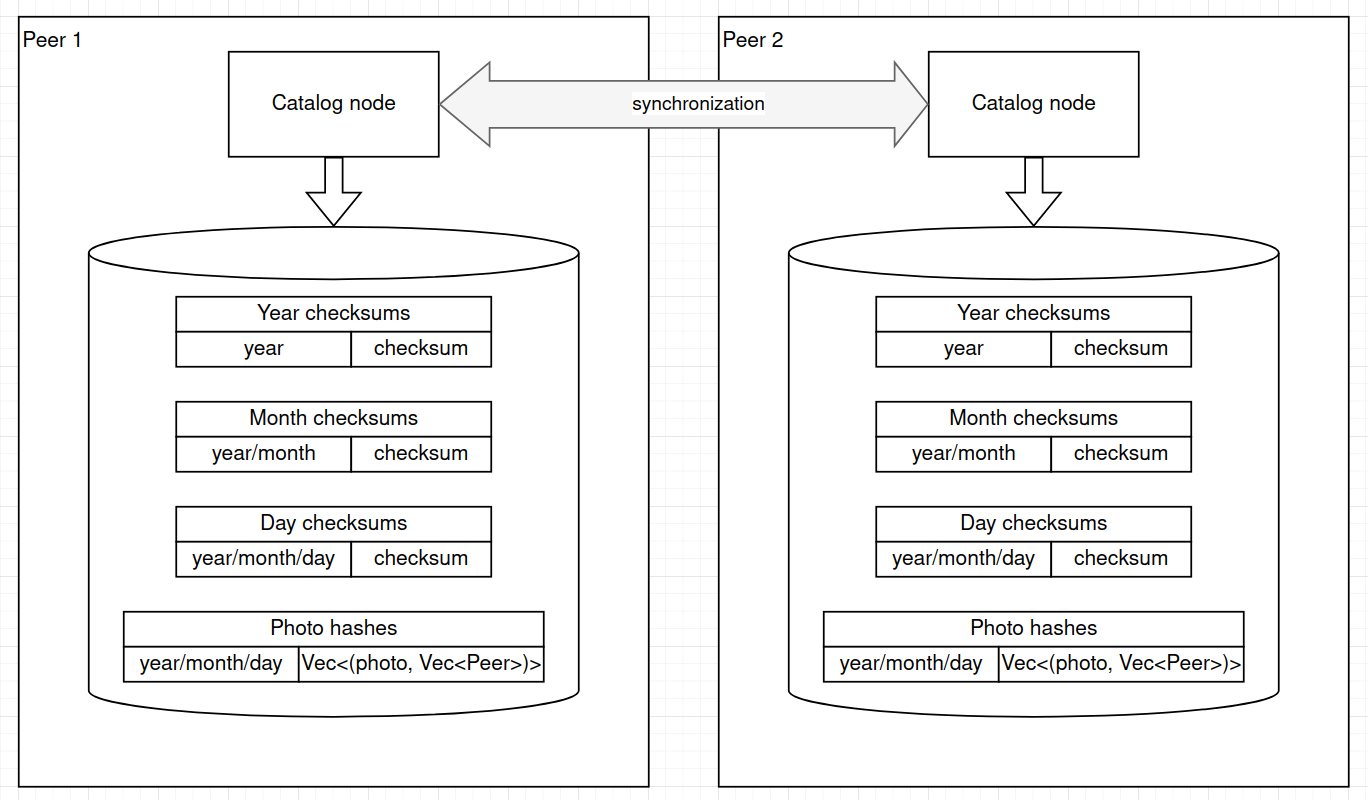 Peer 1
Catalog node
Year checksums
year checksum
Month checksums
year/month checksum
Day checksums
year/month/day checksum
Photo hashes
year/month/day Vec<(photo, Vec<Peer>)>
synchronization
Peer 2
Catalog node
Year checksums
year checksum
Month checksums
year/month checksum
Day checksums
year/month/day checksum
Photo hashes
year/month/day Vec<(photo, Vec<Peer>)>